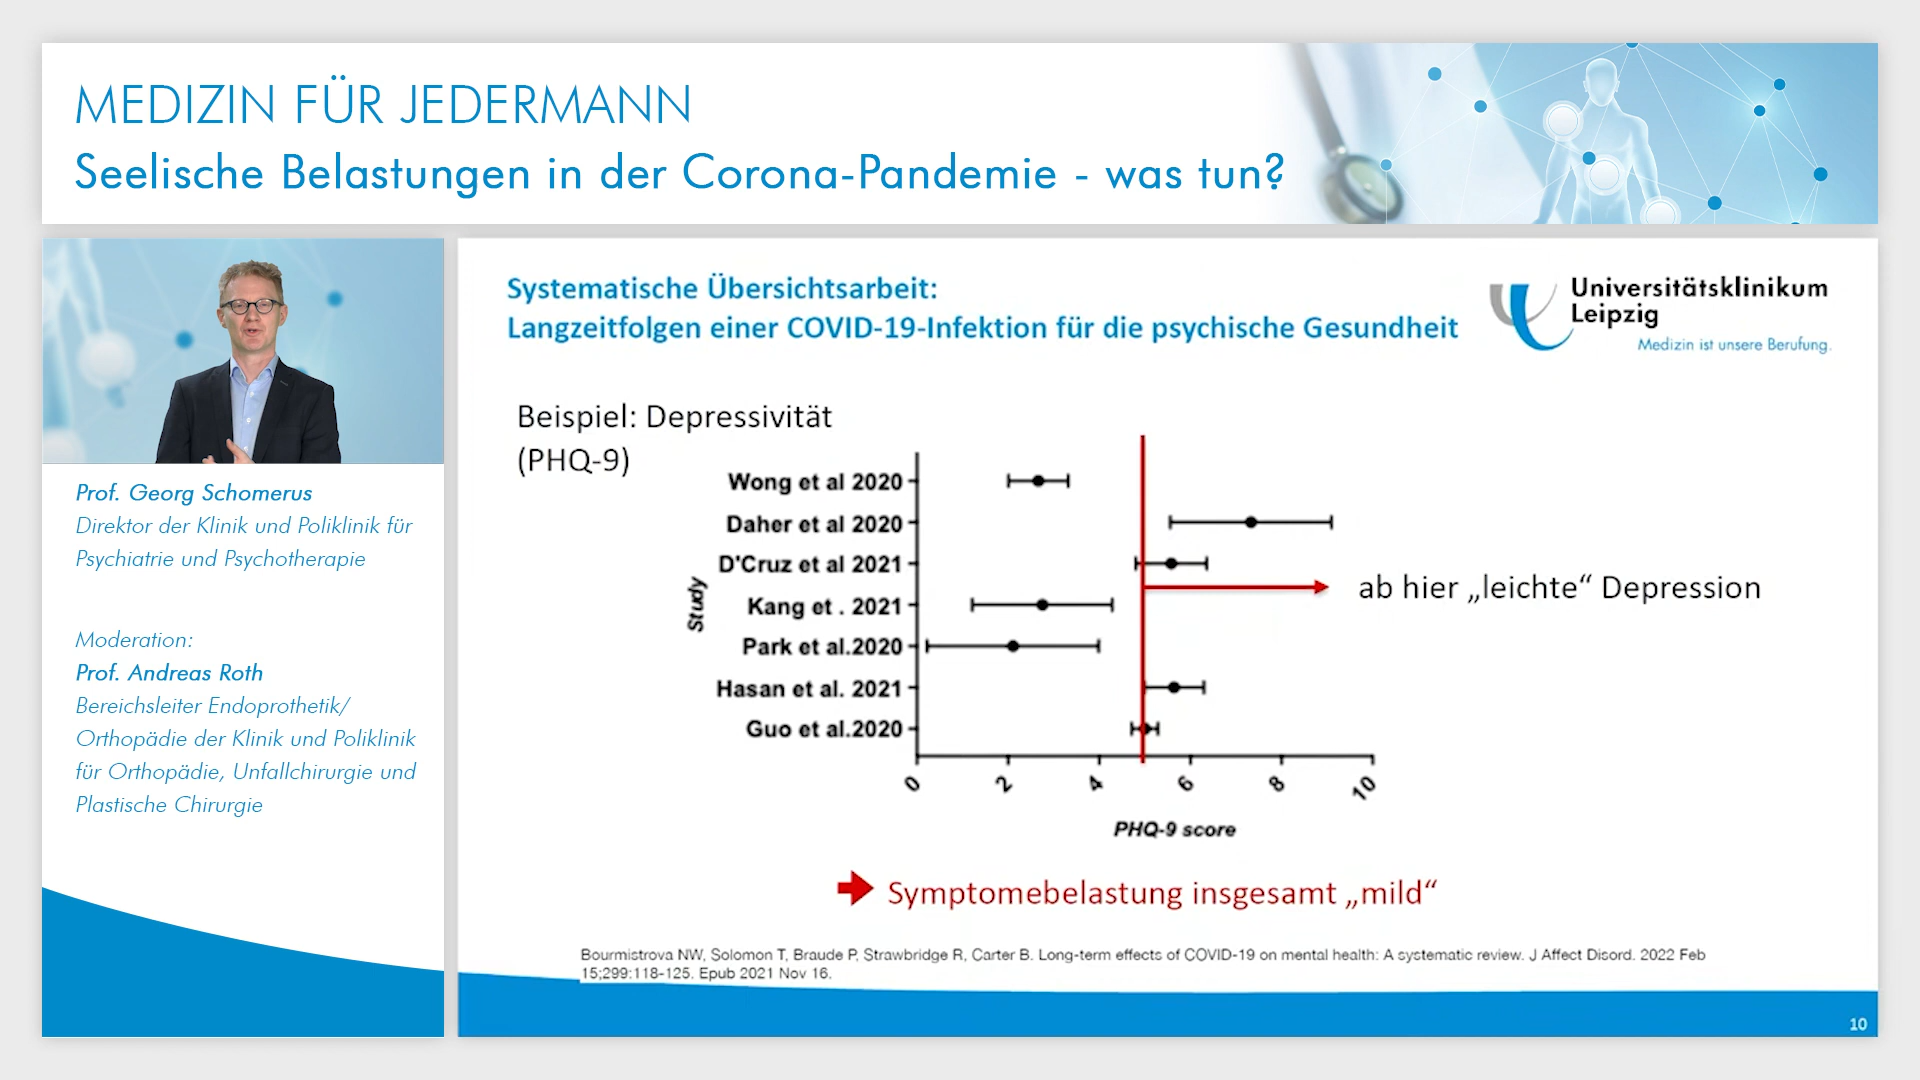 MEDIZIN FÜR JEDERMANN
Seelische Belastungen in der Corona-Pandemie - was tun?
Prof. Georg Schomerus
Direktor der Klinik und Poliklinik für
Psychiatrie und Psychotherapie
Moderation:
Prof. Andreas Roth
Bereichsleiter Endoprothetik/
Orthopädie der Klinik und Poliklinik
für Orthopädie, Unfallchirurgie und
Plastische Chirurgie
Systematische Übersichtsarbeit:
Langzeitfolgen einer COVID-19-Infektion für die psychische Gesundheit
Universitätsklinikum
Leipzig
Medizin ist unsere Berufung.
Beispiel: Depressivität
(PHQ-9)
Study
Wong et al 2020
Daher et al 2020
D'Cruz et al 2021
Kang et . 2021
Park et al.2020
Hasan et al. 2021
Guo et al.2020
0 2 4 6 8 10
PHQ-9 score
ab hier „leichte“ Depression
Symptomebelastung insgesamt „mild“
Bourmistrova NW, Solomon T, Braude P, Strawbridge R, Carter B. Long-term effects of COVID-19 on mental health: A systematic review. J Affect Disord. 2022 Feb
15;299:118-125. Epub 2021 Nov 16.
10